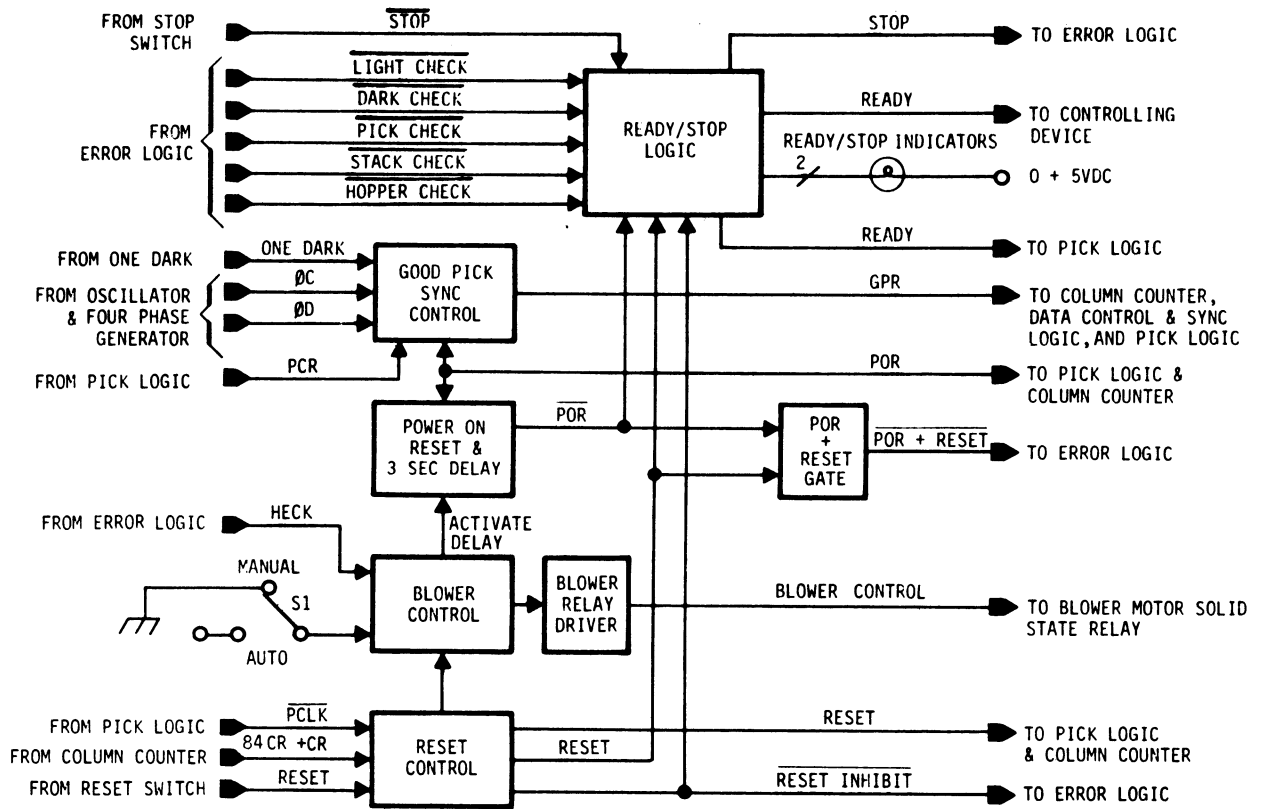 FROM STOP
SWITCH
STOP
STOP
TO ERROR LOGIC
LIGHT CHECK
DARK CHECK
PICK CHECK
STACK CHECK
HOPPER CHECK
FROM
ERROR LOGIC
READY/STOP
LOGIC
READY
TO CONTROLLING
DEVICE
READY/STOP INDICATORS
2
0 + 5VDC
READY
TO PICK LOGIC
FROM ONE DARK
ONE DARK
FROM OSCILLATOR
& FOUR PHASE
GENERATOR
ØC
ØD
GOOD PICK
SYNC
CONTROL
GPR
TO COLUMN COUNTER,
DATA CONTROL & SYNC
LOGIC, AND PICK LOGIC
FROM PICK LOGIC
PCR
POR
TO PICK LOGIC &
COLUMN COUNTER
POWER ON
RESET &
3 SEC DELAY
POR
POR
+
RESET
GATE
POR + RESET
TO ERROR LOGIC
FROM ERROR LOGIC
HECK
ACTIVATE
DELAY
MANUAL
S1
AUTO
BLOWER
CONTROL
BLOWER
RELAY
DRIVER
BLOWER CONTROL
TO BLOWER MOTOR SOLID
STATE RELAY
FROM PICK LOGIC
PCLK
FROM COLUMN COUNTER
84 CR +CR
FROM RESET SWITCH
RESET
RESET
CONTROL
RESET
RESET
TO PICK LOGIC
& COLUMN COUNTER
RESET INHIBIT
TO ERROR LOGIC